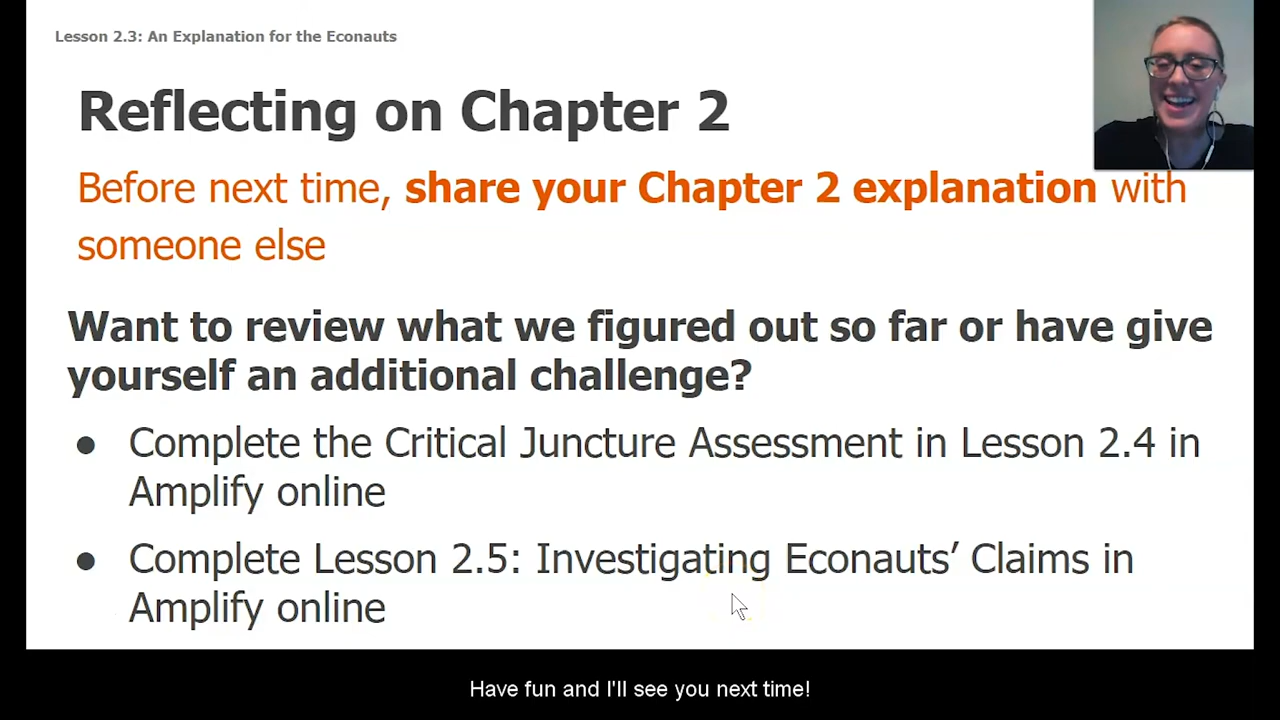 Lesson 2.3: An Explanation for the Econauts
Reflecting on Chapter 2
Before next time, share your Chapter 2 explanation with
someone else
Want to review what we figured out so far or have give
yourself an additional challenge?
● Complete the Critical Juncture Assessment in Lesson 2.4 in
Amplify online
● Complete Lesson 2.5: Investigating Econauts’ Claims in
Amplify online
Have fun and I'll see you next time!